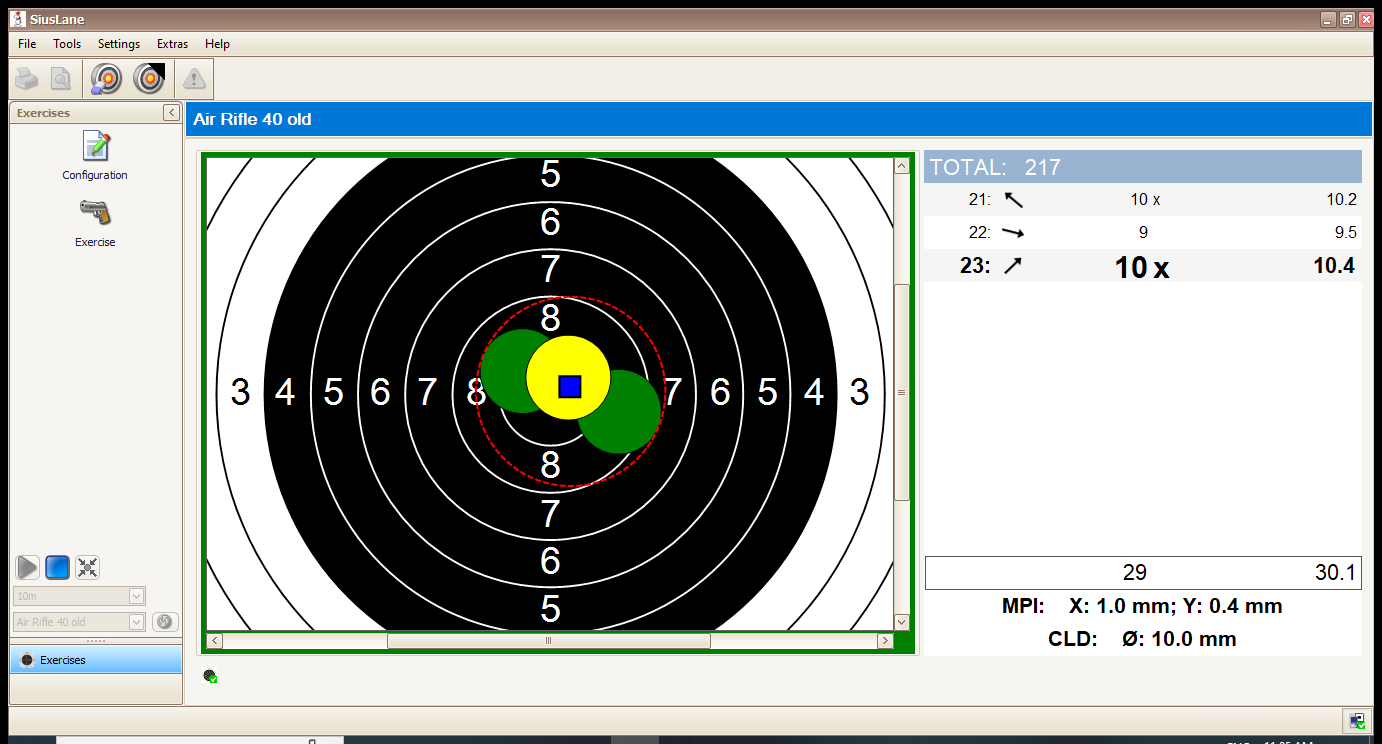 SiusLane
File Tools Settings Extras Help
Exercises
Configuration
Exercise
10m
Air Rifle 40 old
Exercises
Air Rifle 40 old
5
6
7
8
3 4 5 6 7 8 7 6 5 4 3
8
7
6
5
TOTAL: 217
21: 10 x 10.2
22: 9 9.5
23: 10 x 10.4
29 30.1
MPI: X: 1.0 mm; Y: 0.4 mm
CLD: Ø: 10.0 mm